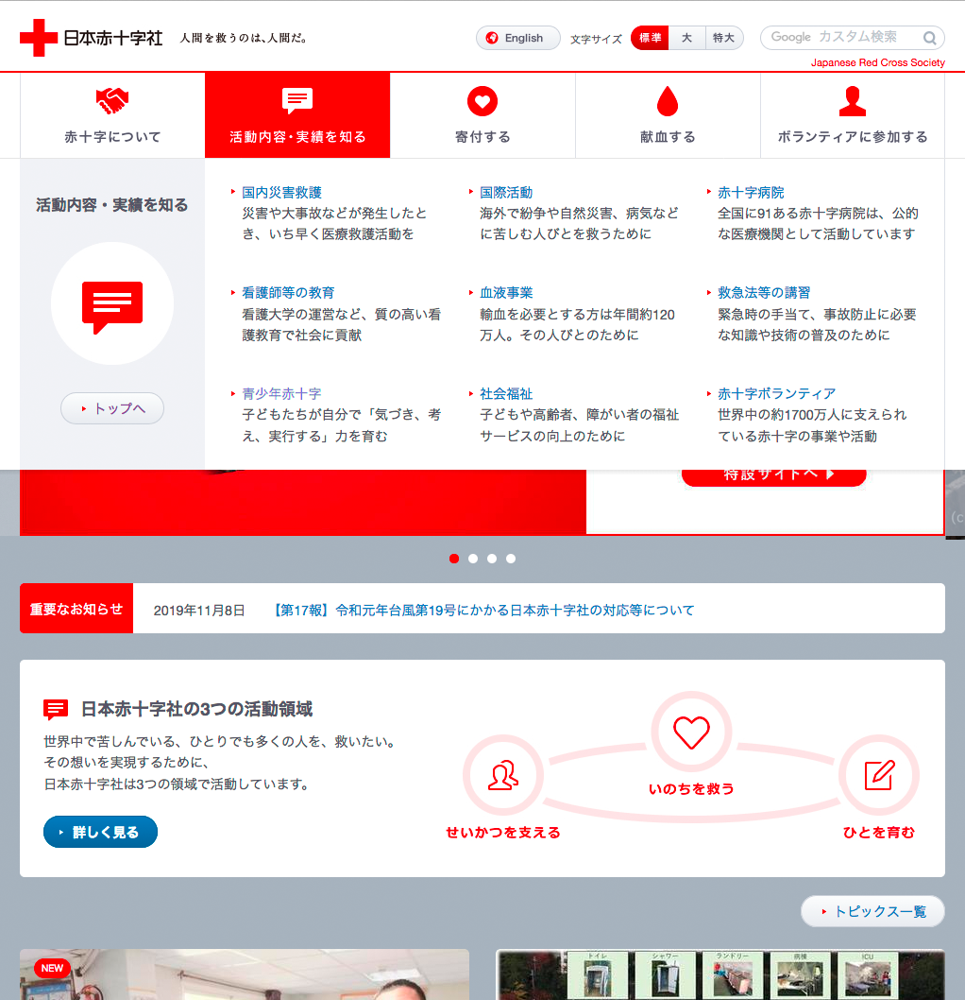 日本赤十字社 人間を救うのは、人間だ。
English 文字サイズ 標準 大 特大 Google カスタム検索
Japanese Red Cross Society
赤十字について 活動内容・実績を知る 寄付する 献血する ボランティアに参加する
活動内容・実績を知る
トップへ
国内災害救護
災害や大事故などが発生したと
き、いち早く医療救護活動を
国際活動
海外で紛争や自然災害、病気など
に苦しむ人びとを救うために
赤十字病院
全国に91ある赤十字病院は、公的
な医療機関として活動しています
看護師等の教育
看護大学の運営など、質の高い看
護教育で社会に貢献
血液事業
輸血を必要とする方は年間約120
万人。その人びとのために
救急法等の講習
緊急時の手当て、事故防止に必要
な知識や技術の普及のために
青少年赤十字
子どもたちが自分で「気づき、考
え、実行する」力を育む
社会福祉
子どもや高齢者、障がい者の福祉
サービスの向上のために
赤十字ボランティア
世界中の約1700万人に支えられ
ている赤十字の事業や活動
特設サイトへ
(c
重要なお知らせ 2019年11月8日 【第17報】令和元年台風第19号にかかる日本赤十字社の対応等について
日本赤十字社の3つの活動領域
世界中で苦しんでいる、ひとりでも多くの人を、救いたい。
その想いを実現するために、
日本赤十字社は3つの領域で活動しています。
詳しく見る
いのちを救う
せいかつを支える
ひとを育む
トピックス一覧
NEW
トイレ シャワー ランドリー 病棟 ICU